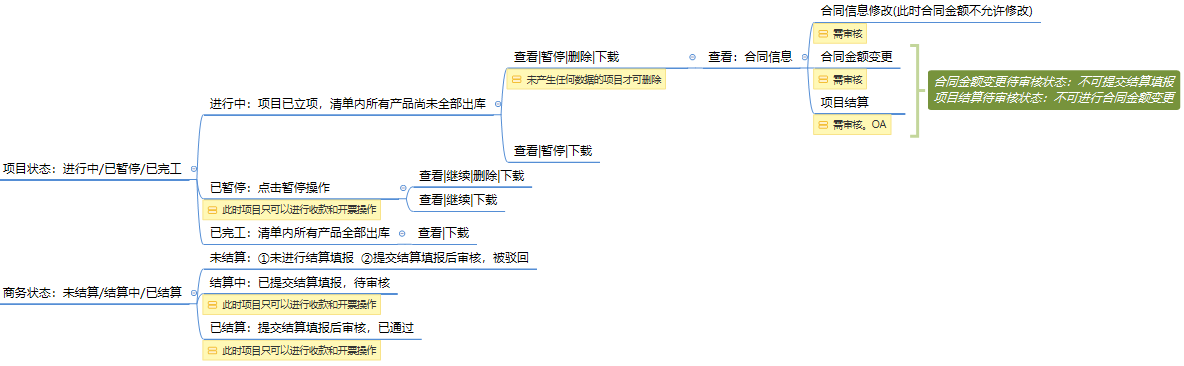 项目状态：进行中/已暂停/已完工
进行中：项目已立项，清单内所有产品尚未全部出库
查看|暂停|删除|下载
未产生任何数据的项目才可删除
查看：合同信息
合同信息修改(此时合同金额不允许修改)
需审核
合同金额变更
需审核
项目结算
需审核。OA
合同金额变更待审核状态：不可提交结算填报
项目结算待审核状态：不可进行合同金额变更
查看|暂停|下载
已暂停：点击暂停操作
此时项目只可以进行收款和开票操作
查看|继续|删除|下载
查看|继续|下载
已完工：清单内所有产品全部出库
查看|下载
商务状态：未结算/结算中/已结算
未结算：①未进行结算填报 ②提交结算填报后审核，被驳回
结算中：已提交结算填报，待审核
此时项目只可以进行收款和开票操作
已结算：提交结算填报后审核，已通过
此时项目只可以进行收款和开票操作